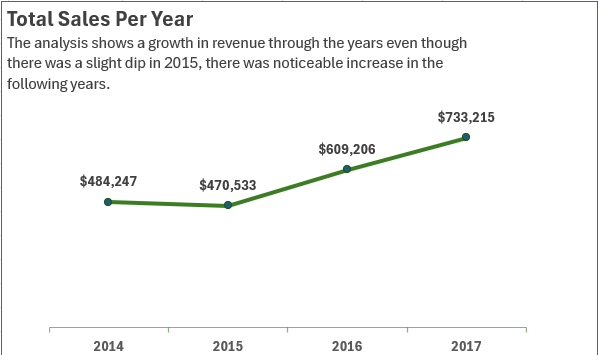 Total Sales Per Year
The analysis shows a growth in revenue through the years even though
there was a slight dip in 2015, there was noticeable increase in the
following years.
$733,215
$609,206
$484,247
$470,533
2014 2015 2016 2017